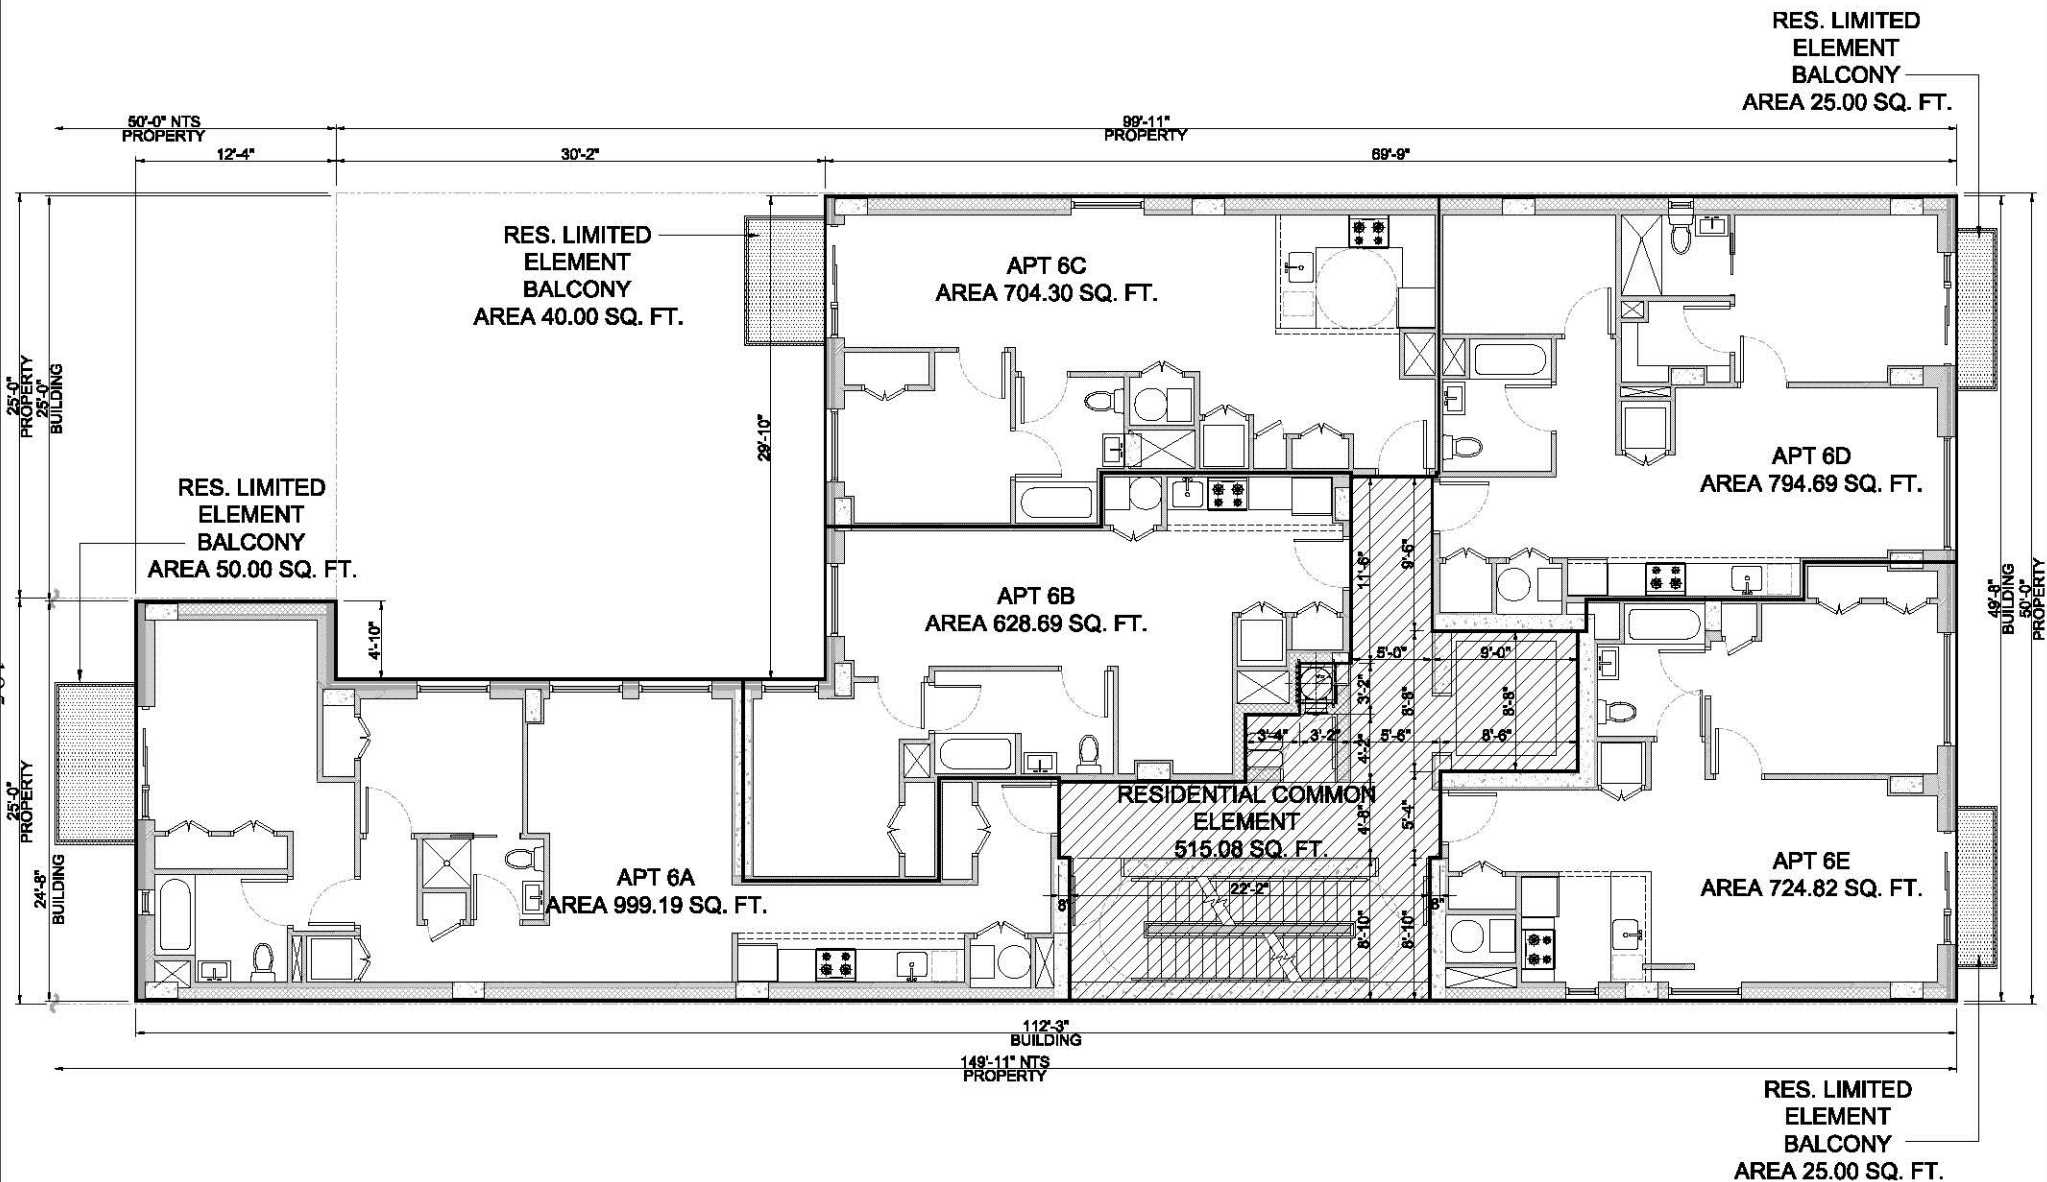 RES. LIMITED
ELEMENT
BALCONY
AREA 25.00 SQ. FT.
50'-0" NTS
PROPERTY
99'-11"
PROPERTY
12'-4"
30'-2"
69'-9"
RES. LIMITED
ELEMENT
BALCONY
AREA 40.00 SQ. FT.
APT 6C
AREA 704.30 SQ. FT.
25'-0"
PROPERTY
25'-0"
BUILDING
29'-10"
APT 6D
AREA 794.69 SQ. FT.
RES. LIMITED
ELEMENT
BALCONY
AREA 50.00 SQ. FT.
11'-6"
9'-6"
APT 6B
AREA 628.69 SQ. FT.
49'-8"
BUILDING
50'-0"
PROPERTY
4'-10"
5'-0"
9'-0"
3'-2"
8'-8"
8'-8"
3'-4"
3'-2"
4'-2"
5'-6"
8'-6"
RESIDENTIAL COMMON
ELEMENT
515.08 SQ. FT.
4'-8"
5'-4"
25'-0"
PROPERTY
24'-8"
BUILDING
APT 6A
AREA 999.19 SQ. FT.
APT 6E
AREA 724.82 SQ. FT.
8'
22'-2"
8"
8'-10"
8'-10"
112'-3"
BUILDING
149'-11" NTS
PROPERTY
RES. LIMITED
ELEMENT
BALCONY
AREA 25.00 SQ. FT.